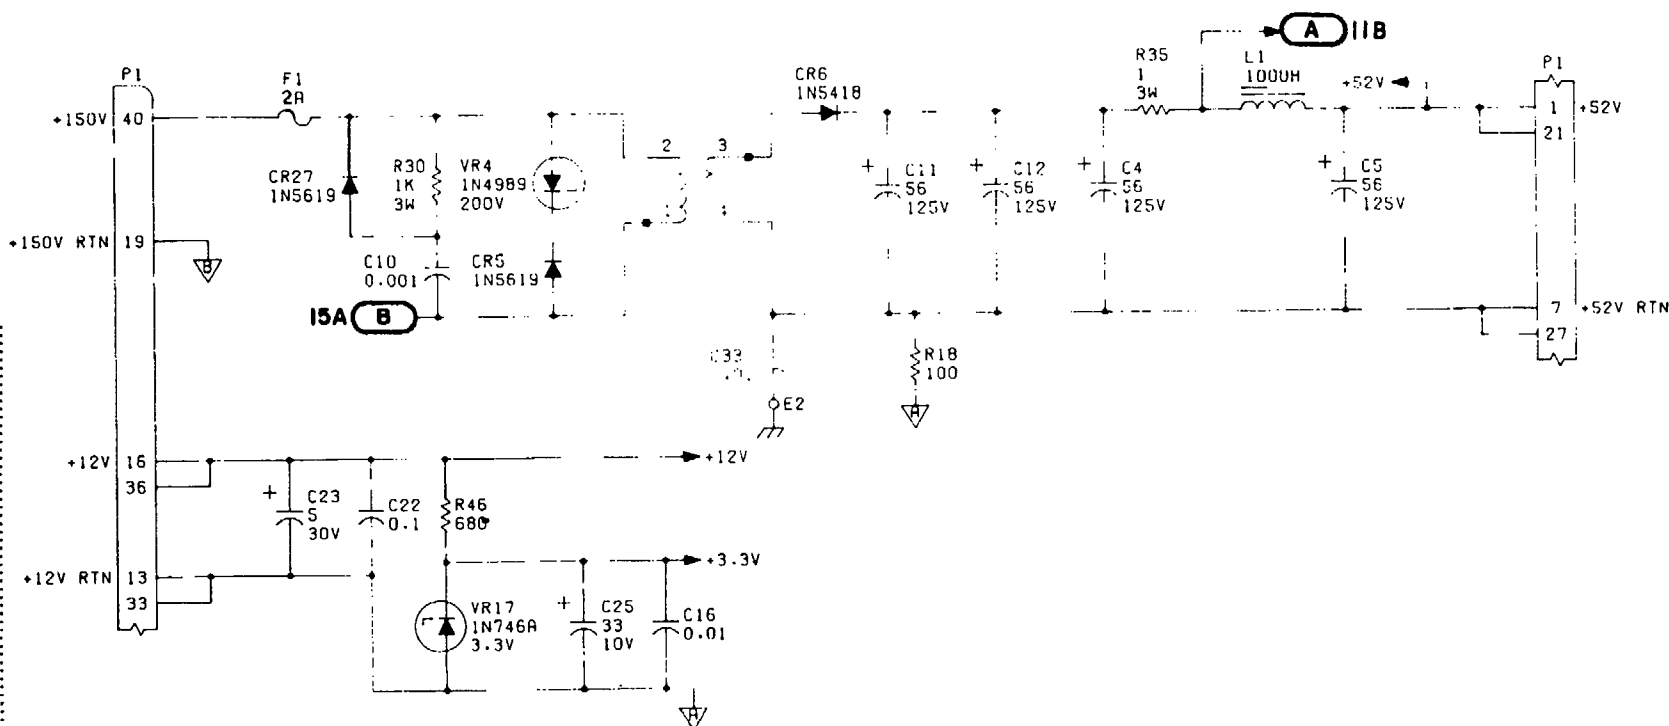 A 11B
P1
F1
2A
CR6
1N5418
R35
1
3W
L1
100UH
+52V
P1
+150V 40
1 +52V
21
2 3
CR27
1N5619
R30
1K
3W
VR4
1N4989
200V
C11
56
125V
C12
56
125V
C4
56
125V
C5
56
125V
1 4
+150V RTN 19
B
C10
0.001
CR5
1N5619
15A B
7 +52V RTN
27
C33
R18
100
A
E2
+12V 16
36
+12V
C23
5
30V
C22
0.1
R46
680
+12V RTN 13
33
+3.3V
VR17
1N746A
3.3V
C25
33
10V
C16
0.01
A